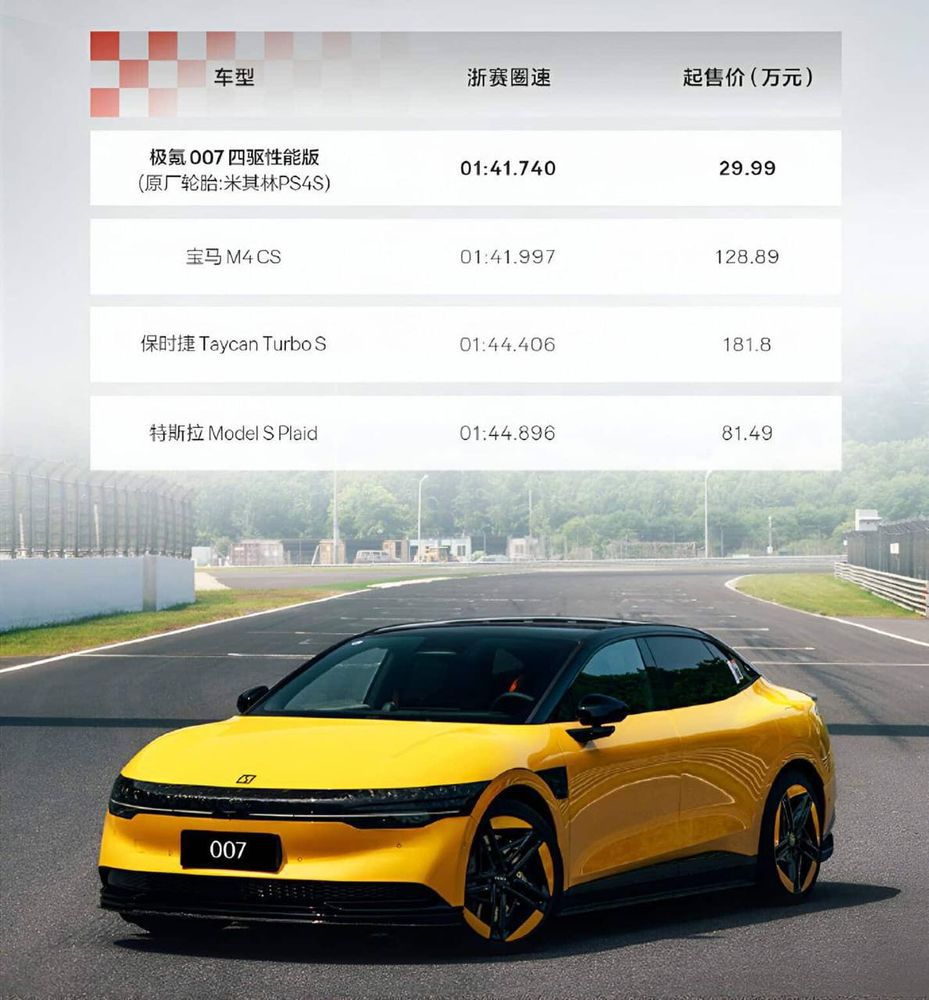 车型 浙赛圈速 起售价(万元)
极氪 007 四驱性能版
(原厂轮胎:米其林PS4S) 01:41.740 29.99
宝马 M4 CS 01:41.997 128.89
保时捷 Taycan Turbo S 01:44.406 181.8
特斯拉 Model S Plaid 01:44.896 81.49
007